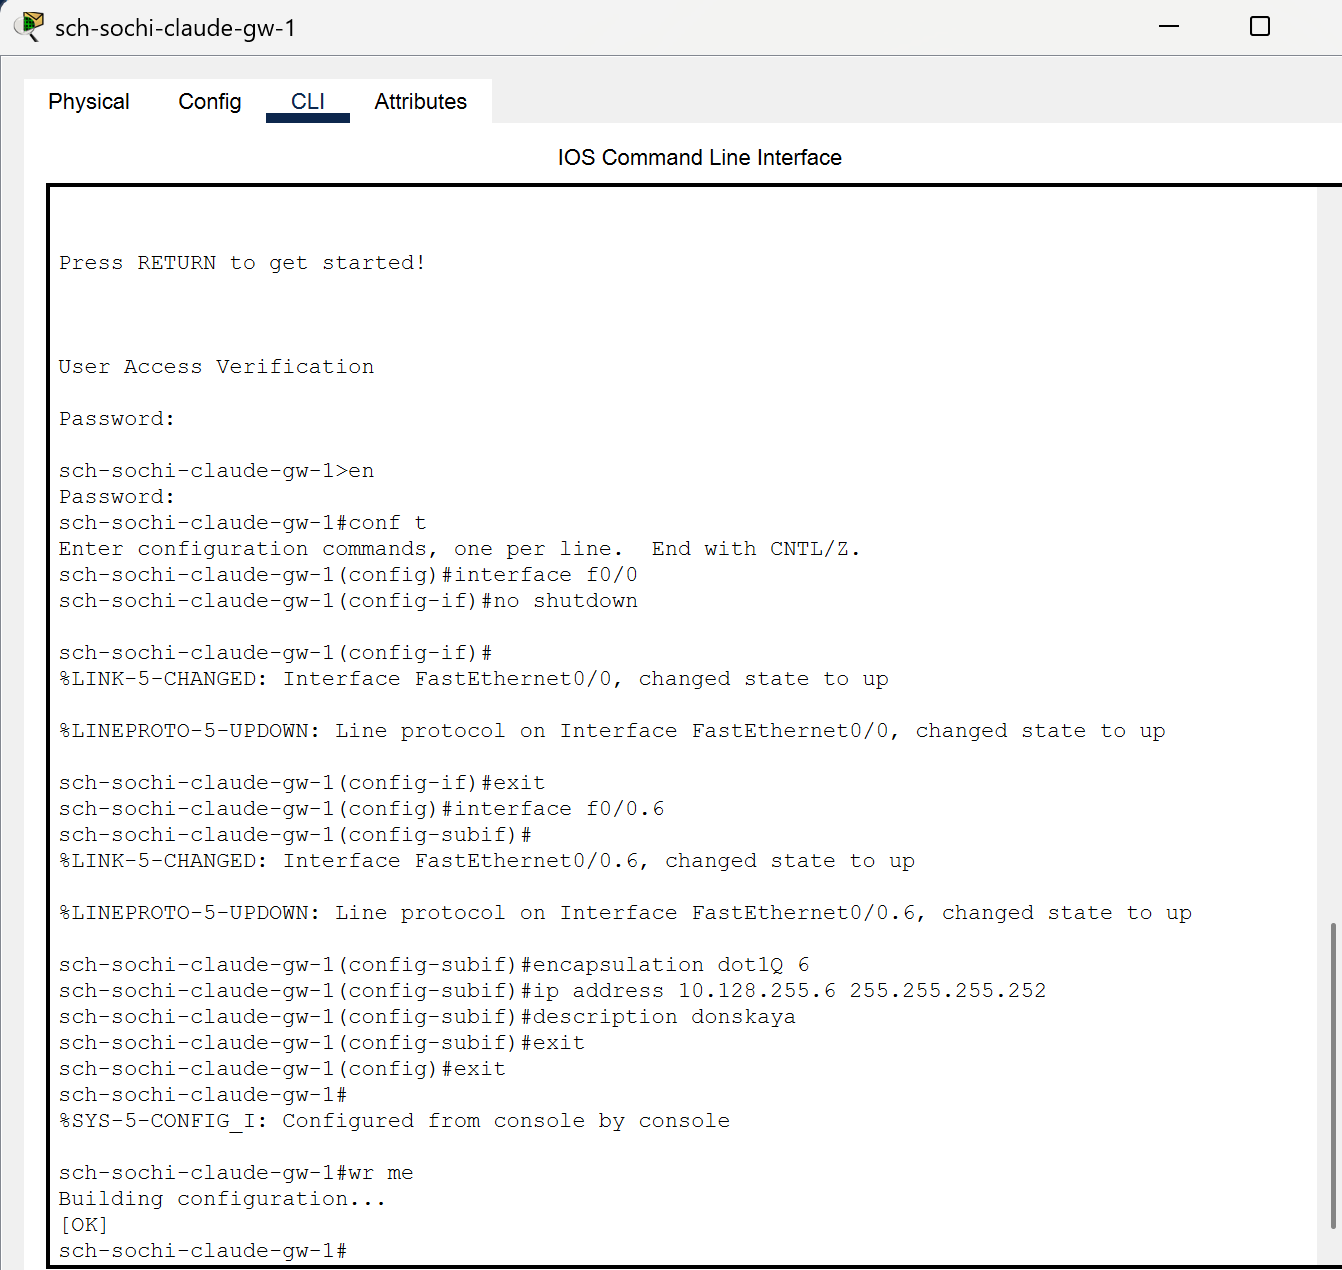 sch-sochi-claude-gw-1
Physical Config CLI Attributes
IOS Command Line Interface
Press RETURN to get started!
User Access Verification
Password:
sch-sochi-claude-gw-1>en
Password:
sch-sochi-claude-gw-1#conf t
Enter configuration commands, one per line.  End with CNTL/Z.
sch-sochi-claude-gw-1(config)#interface f0/0
sch-sochi-claude-gw-1(config-if)#no shutdown
sch-sochi-claude-gw-1(config-if)#
%LINK-5-CHANGED: Interface FastEthernet0/0, changed state to up
%LINEPROTO-5-UPDOWN: Line protocol on Interface FastEthernet0/0, changed state to up
sch-sochi-claude-gw-1(config-if)#exit
sch-sochi-claude-gw-1(config)#interface f0/0.6
sch-sochi-claude-gw-1(config-subif)#
%LINK-5-CHANGED: Interface FastEthernet0/0.6, changed state to up
%LINEPROTO-5-UPDOWN: Line protocol on Interface FastEthernet0/0.6, changed state to up
sch-sochi-claude-gw-1(config-subif)#encapsulation dot1Q 6
sch-sochi-claude-gw-1(config-subif)#ip address 10.128.255.6 255.255.255.252
sch-sochi-claude-gw-1(config-subif)#description donskaya
sch-sochi-claude-gw-1(config-subif)#exit
sch-sochi-claude-gw-1(config)#exit
sch-sochi-claude-gw-1#
%SYS-5-CONFIG_I: Configured from console by console
sch-sochi-claude-gw-1#wr me
Building configuration...
[OK]
sch-sochi-claude-gw-1#